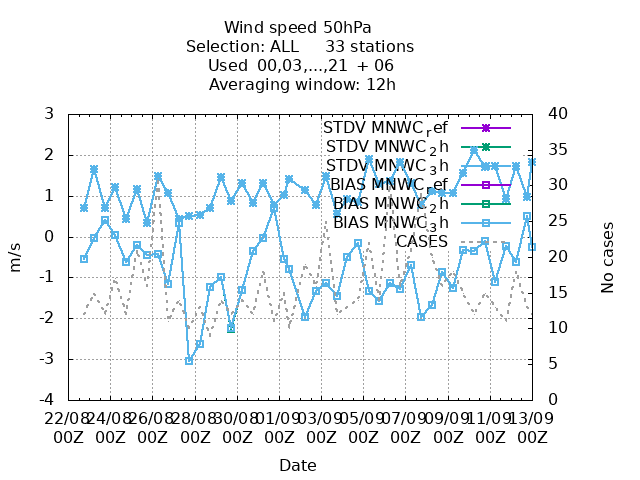 Wind speed 50hPa
Selection: ALL 33 stations
Used 00,03,...,21 + 06
Averaging window: 12h
STDV MNWC_ref
STDV MNWC_2h
STDV MNWC_3h
BIAS MNWC_ref
BIAS MNWC_2h
BIAS MNWC_3h
CASES
3
2
1
0
-1
-2
-3
-4
m/s
40
35
30
25
20
15
10
5
0
No cases
22/08 24/08 26/08 28/08 30/08 01/09 03/09 05/09 07/09 09/09 11/09 13/09
00Z 00Z 00Z 00Z 00Z 00Z 00Z 00Z 00Z 00Z 00Z 00Z
Date